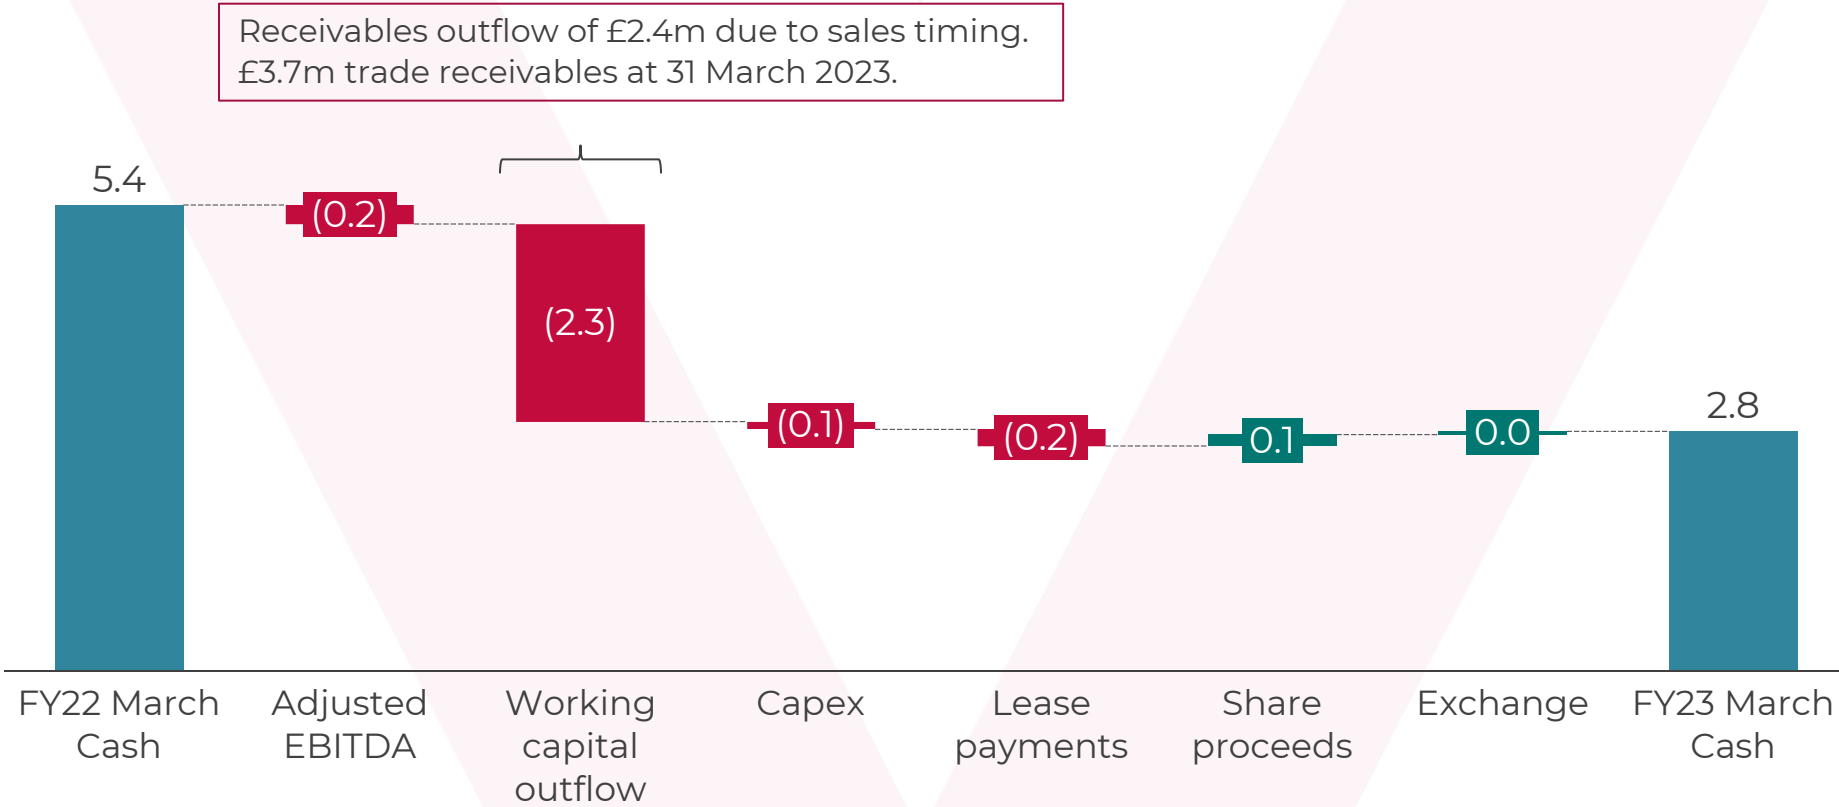 Receivables outflow of £2.4m due to sales timing.
£3.7m trade receivables at 31 March 2023.
5.4
(0.2)
(2.3)
(0.1)
(0.2)
0.1
0.0
2.8
FY22 March
Cash
Adjusted
EBITDA
Working
capital
outflow
Capex
Lease
payments
Share
proceeds
Exchange
FY23 March
Cash